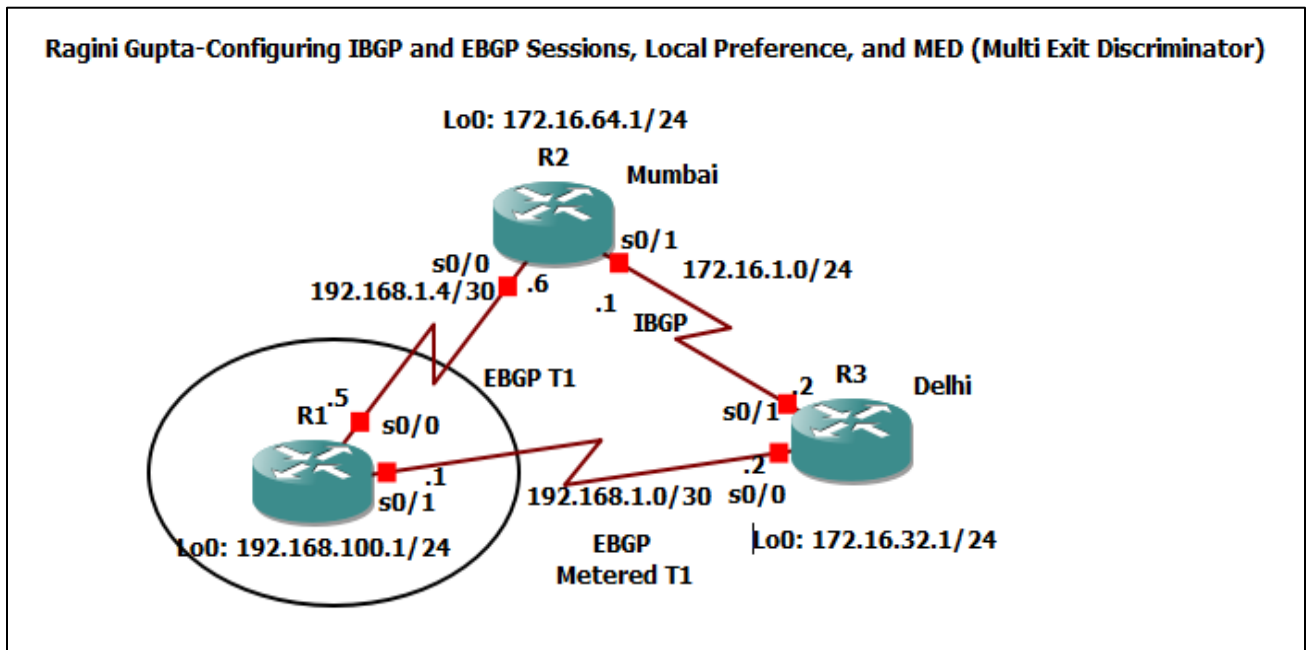 Ragini Gupta-Configuring IBGP and EBGP Sessions, Local Preference, and MED (Multi Exit Discriminator)
Lo0: 172.16.64.1/24
R2
Mumbai
s0/1
s0/0
172.16.1.0/24
192.168.1.4/30
.6
.1
IBGP
EBGP T1
R3
Delhi
.2
.5
R1
s0/1
s0/0
.2
.1
s0/1
192.168.1.0/30
s0/0
Lo0: 192.168.100.1/24
EBGP
Metered T1
Lo0: 172.16.32.1/24